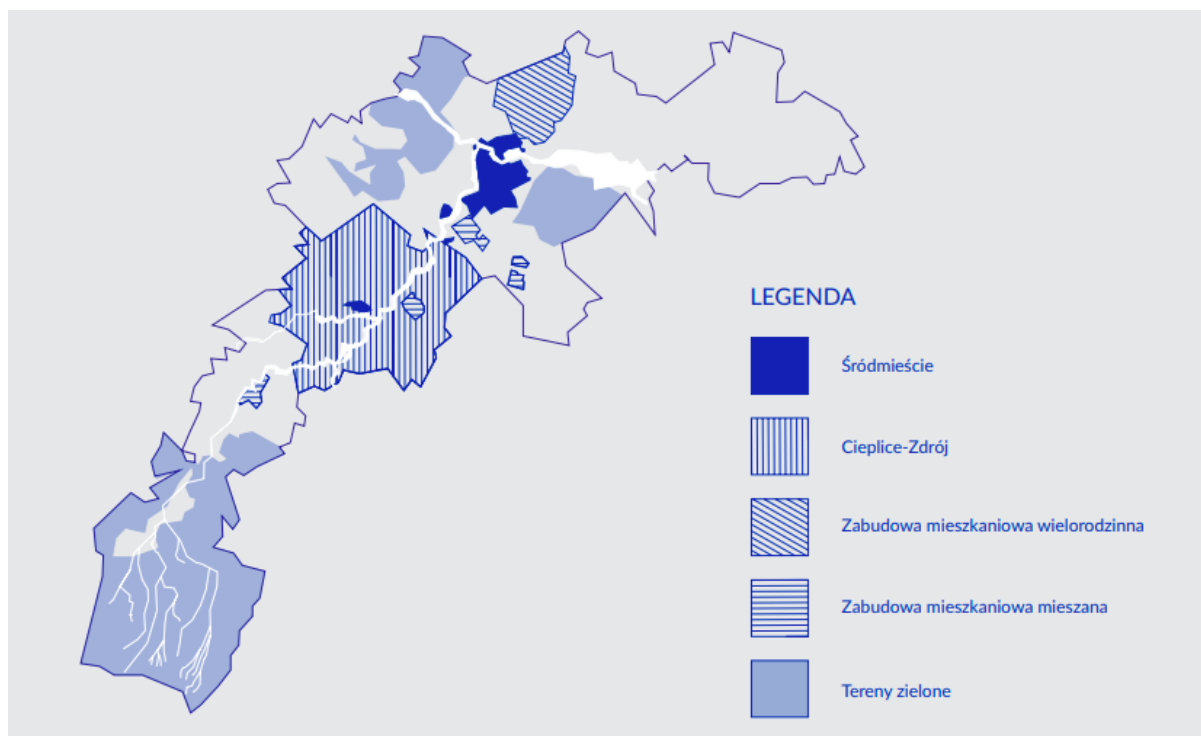 LEGENDA
Śródmieście
Cieplice-Zdrój
Zabudowa mieszkaniowa wielorodzinna
Zabudowa mieszkaniowa mieszana
Tereny zielone